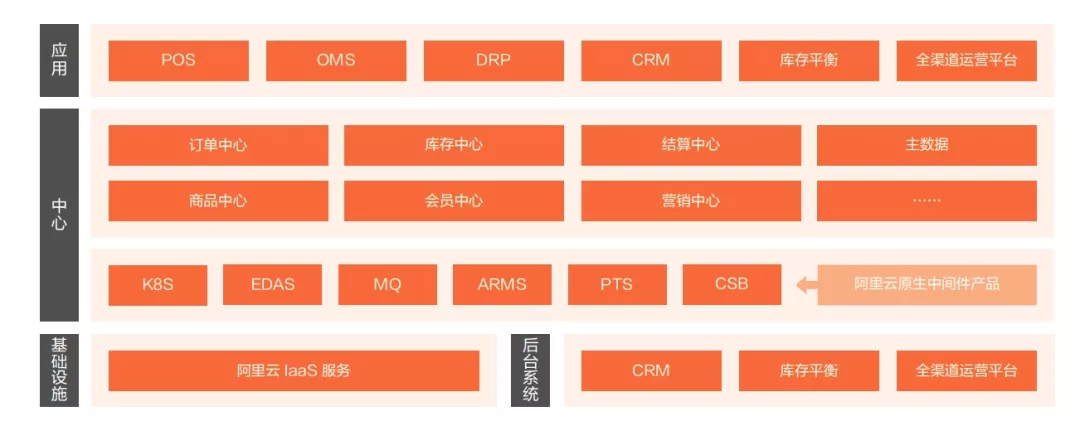 应用
POS
OMS
DRP
CRM
库存平衡
全渠道运营平台
中心
订单中心
库存中心
结算中心
主数据
商品中心
会员中心
营销中心
……
K8S
EDAS
MQ
ARMS
PTS
CSB
阿里云原生中间件产品
基础设施
阿里云 IaaS 服务
后台系统
CRM
库存平衡
全渠道运营平台